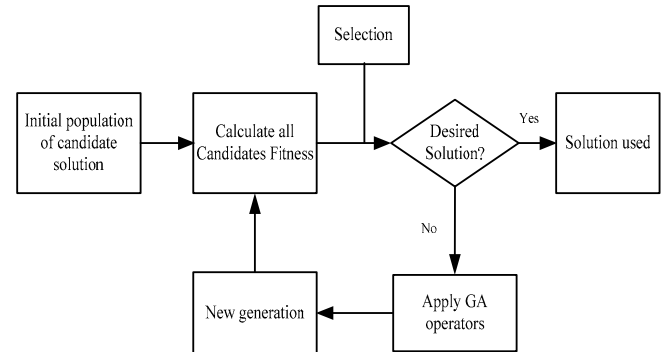 Selection
Initial population
of candidate
solution
Calculate all
Candidates Fitness
Desired
Solution?
Yes
Solution used
No
New generation
Apply GA
operators